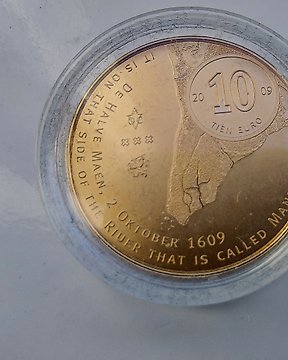 20 10 09
TIEN EURO
DE HALVE MAEN, 2 OKTOBER 1609
IT IS ON THAT SIDE OF THE RIVER THAT IS CALLED